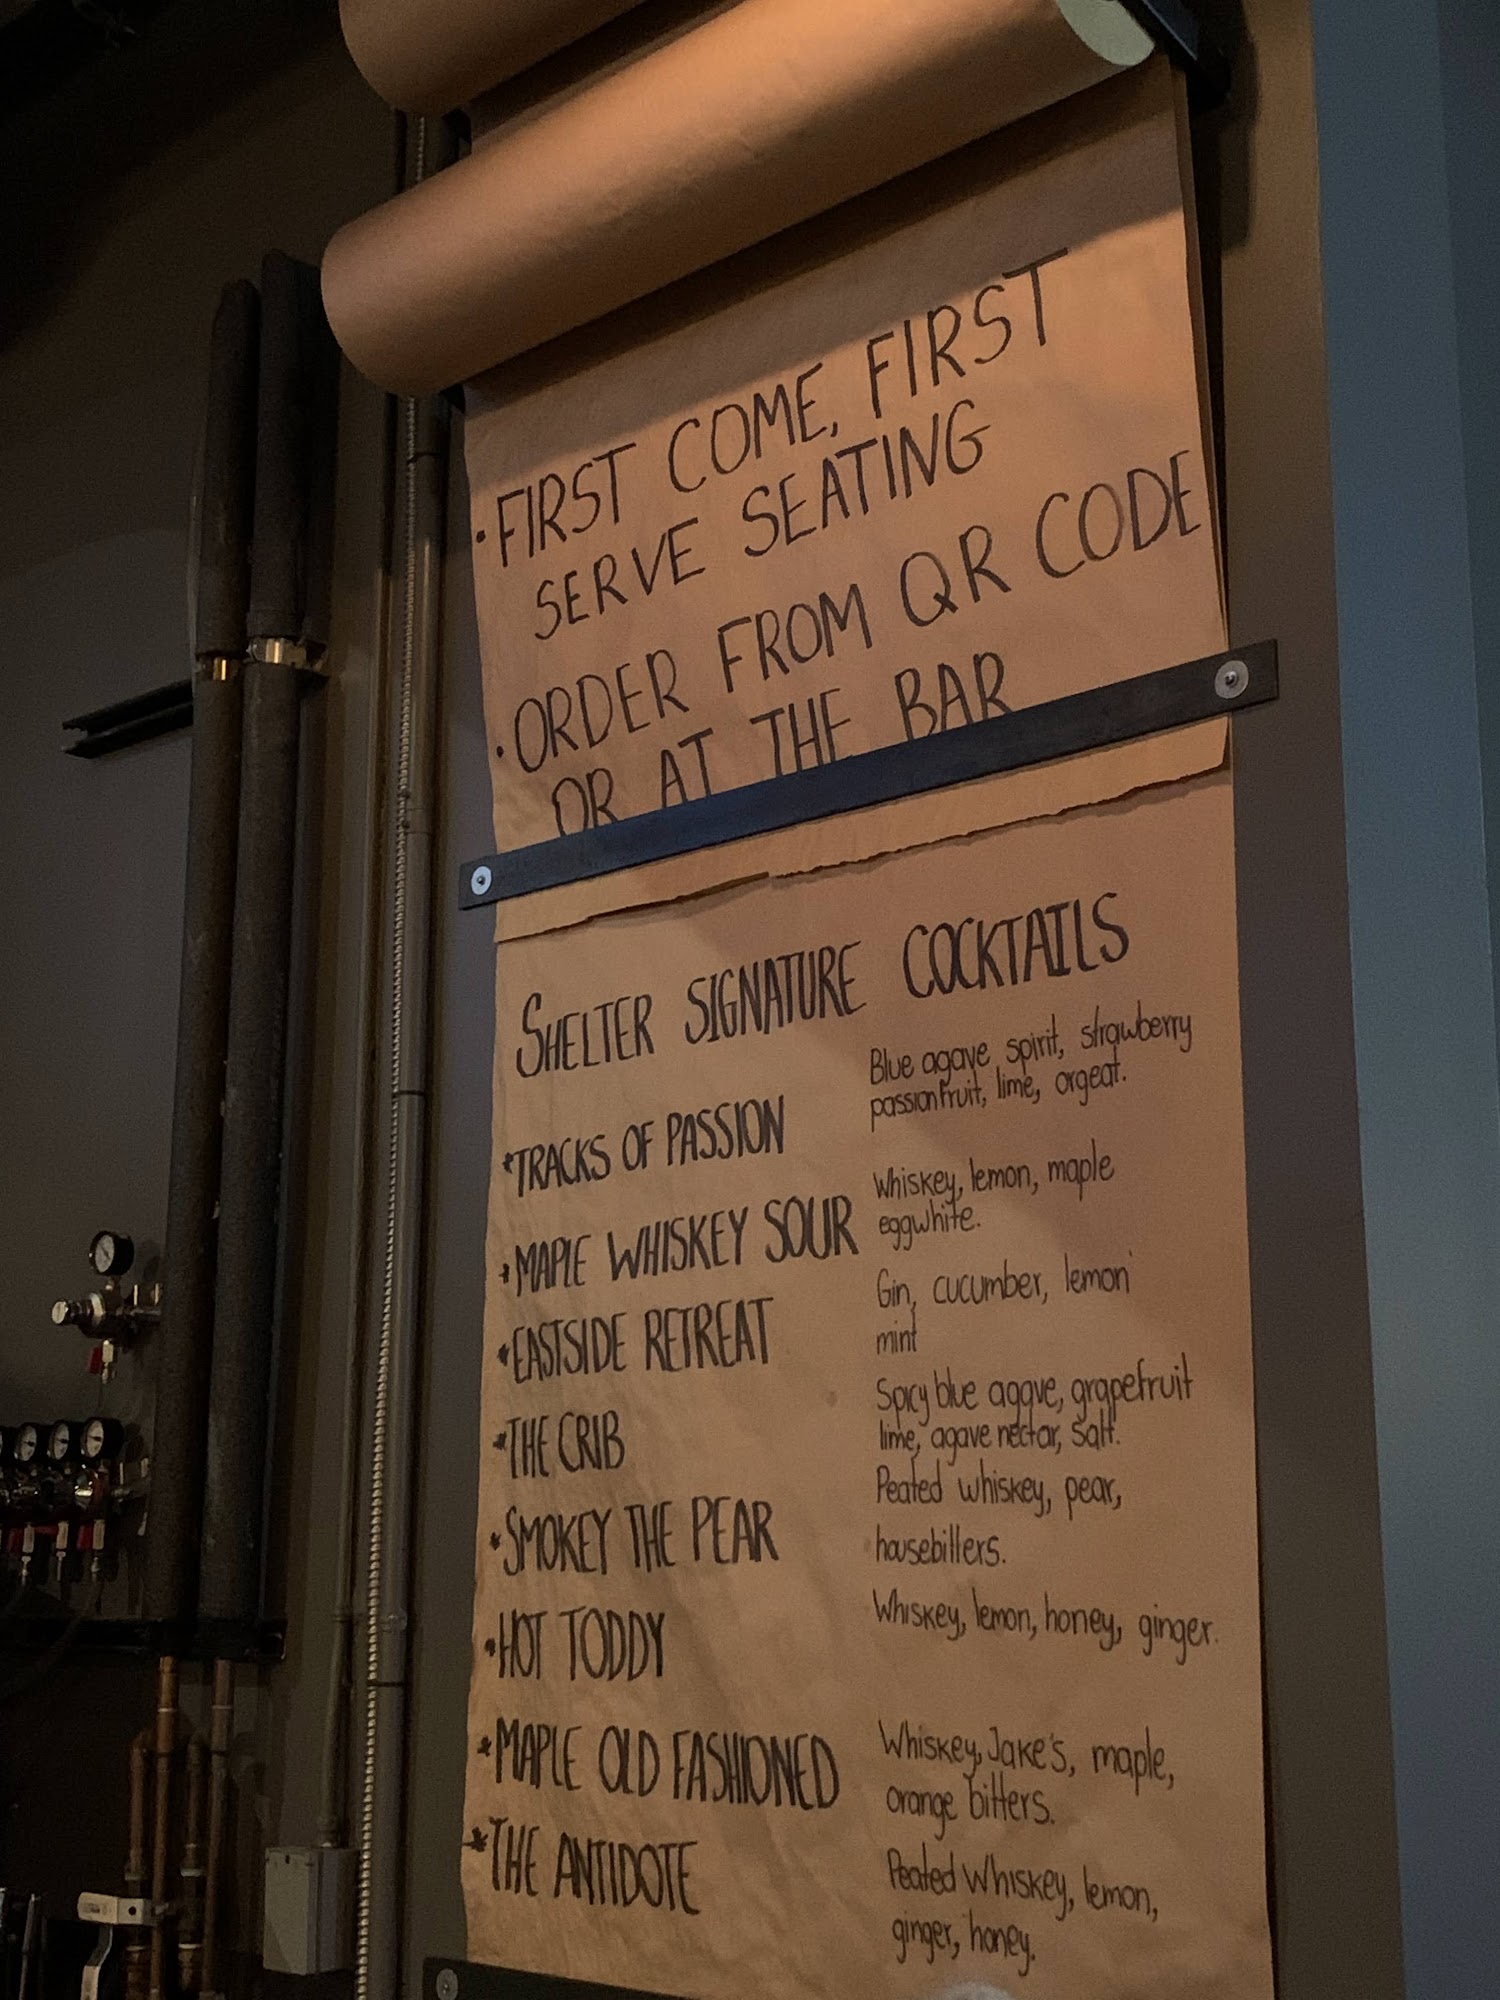 • FIRST COME, FIRST
SERVE SEATING
• ORDER FROM QR CODE
OR AT THE BAR
SHELTER SIGNATURE COCKTAILS
*TRACKS OF PASSION
Blue agave spirit, strawberry
passionfruit, lime, orgeat.
*MAPLE WHISKEY SOUR
Whiskey, lemon, maple
eggwhite.
*EASTSIDE RETREAT
Gin, cucumber, lemon
mint
*THE CRIB
Spicy blue agave, grapefruit
lime, agave nectar, salt.
*SMOKEY THE PEAR
Peated whiskey, pear,
housebitters.
*HOT TODDY
Whiskey, lemon, honey, ginger.
*MAPLE OLD FASHIONED
Whiskey, Jake's, maple,
orange bitters.
*THE ANTIDOTE
Peated Whiskey, lemon,
ginger, honey.